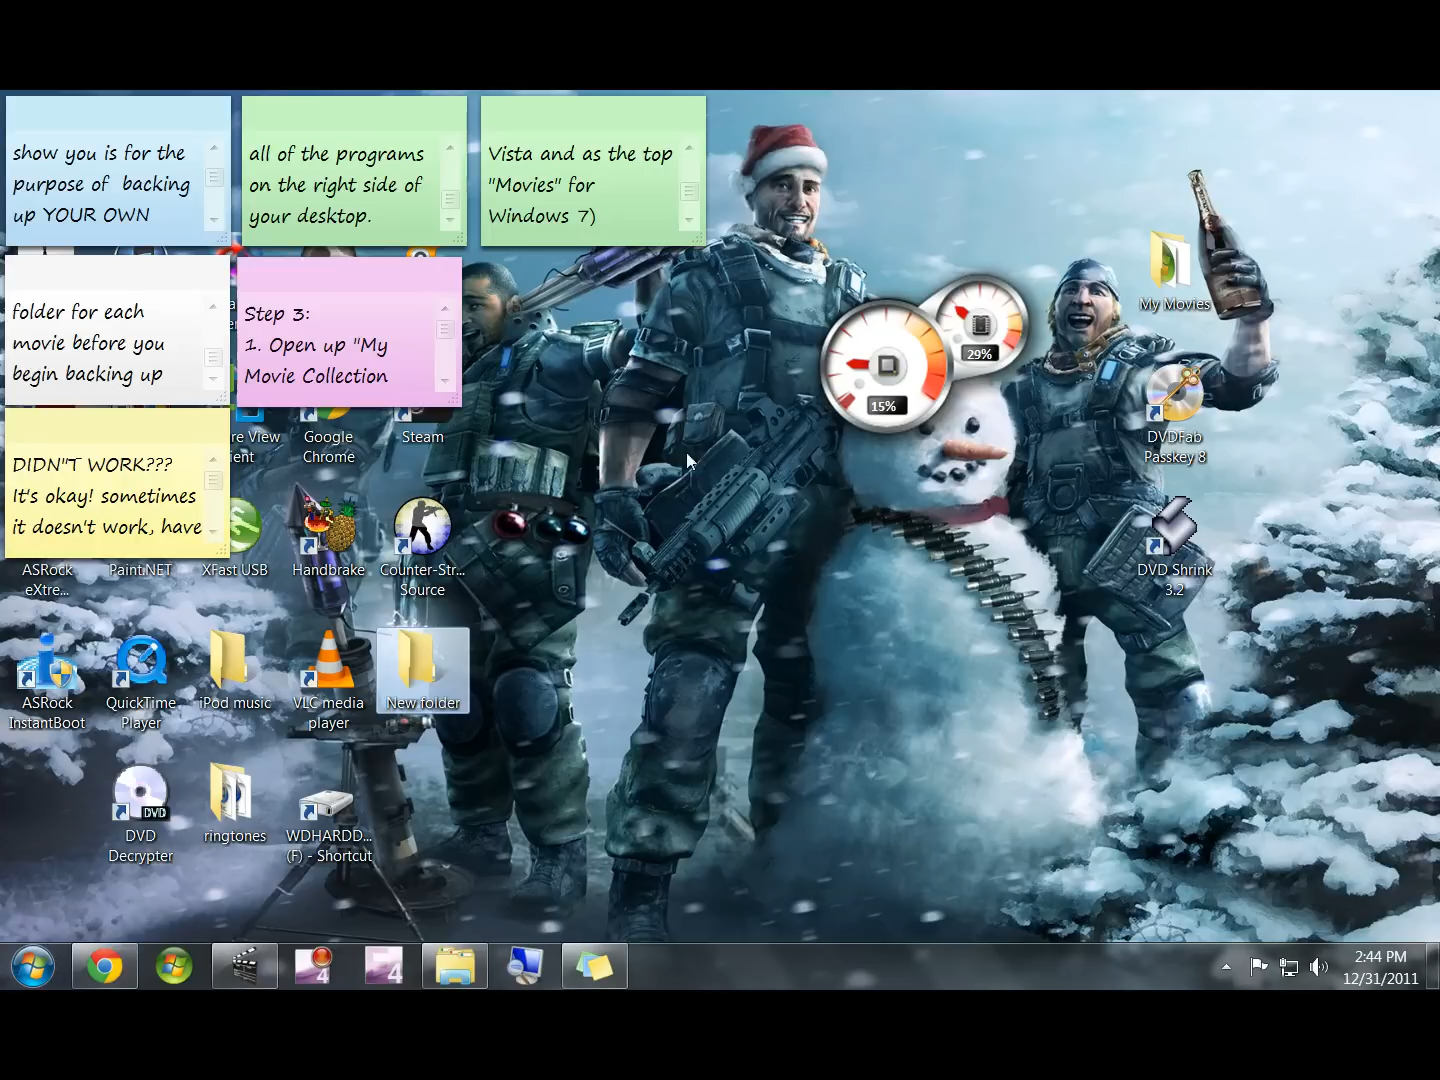 show you is for the
purpose of backing
up YOUR OWN
all of the programs
on the right side of
your desktop.
Vista and as the top
"Movies" for
Windows 7)
folder for each
movie before you
begin backing up
Step 3:
1. Open up "My
Movie Collection
DIDN"T WORK???
It's okay! sometimes
it doesn't work, have
My Movies
15%
29%
re View
ient
Google
Chrome
Steam
DVDFab
Passkey 8
ASRock
eXtre...
Paint.NET
XFast USB
Handbrake
Counter-Str...
Source
DVD Shrink
3.2
ASRock
InstantBoot
QuickTime
Player
iPod music
VLC media
player
New folder
DVD
DVD
Decrypter
ringtones
WDHARDD...
(F) - Shortcut
4
4
2:44 PM
12/31/2011